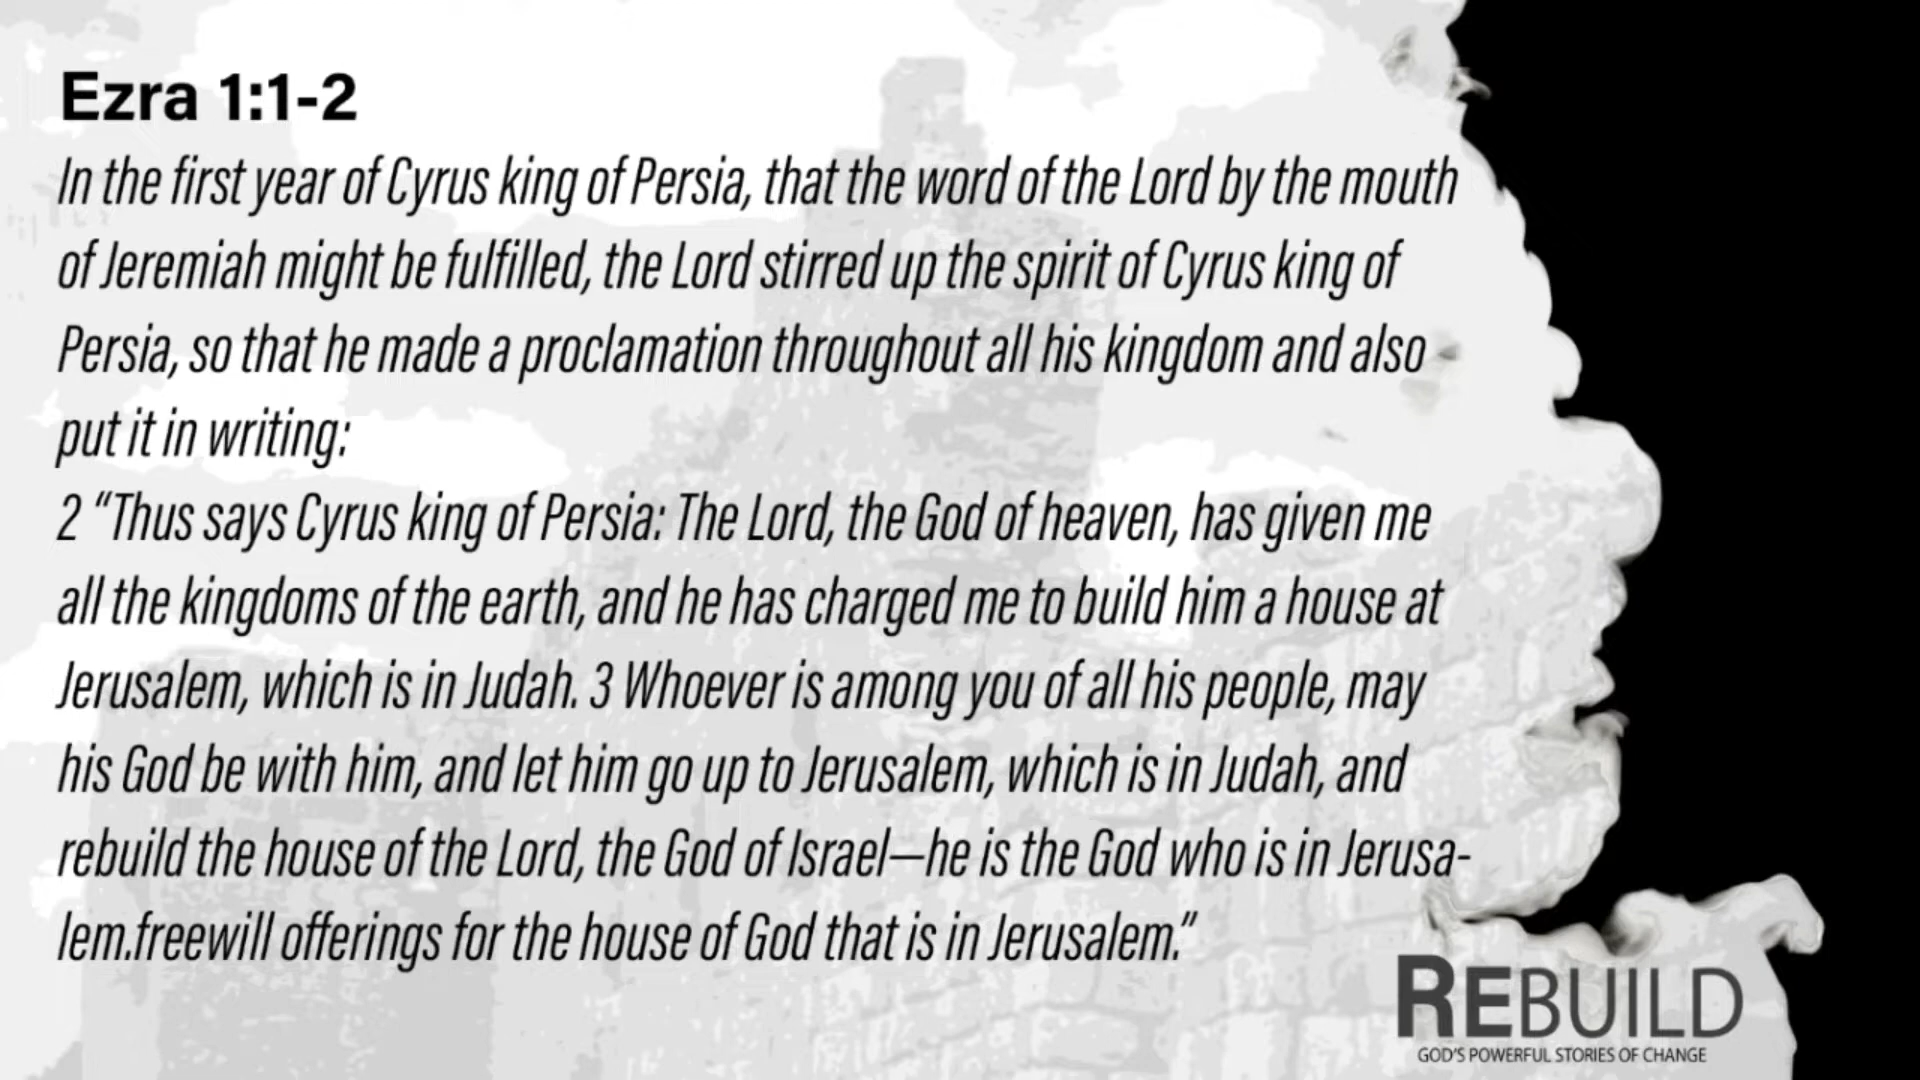 Ezra 1:1-2
In the first year of Cyrus king of Persia, that the word of the Lord by the mouth
of Jeremiah might be fulfilled, the Lord stirred up the spirit of Cyrus king of
Persia, so that he made a proclamation throughout all his kingdom and also
put it in writing:
2 “Thus says Cyrus king of Persia: The Lord, the God of heaven, has given me
all the kingdoms of the earth, and he has charged me to build him a house at
Jerusalem, which is in Judah. 3 Whoever is among you of all his people, may
his God be with him, and let him go up to Jerusalem, which is in Judah, and
rebuild the house of the Lord, the God of Israel—he is the God who is in Jerusa-
lem.freewill offerings for the house of God that is in Jerusalem.”
REBUILD
GOD'S POWERFUL STORIES OF CHANGE